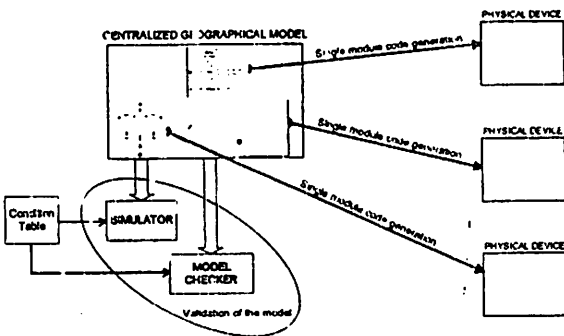 CENTRALIZED GEOGRAPHICAL MODEL
PHYSICAL DEVICE
Single module code generation
Single module code generation
PHYSICAL DEVICE
Single module code generation
Condition
Table
SIMULATOR
MODEL
CHECKER
Validation of the model
PHYSICAL DEVICE